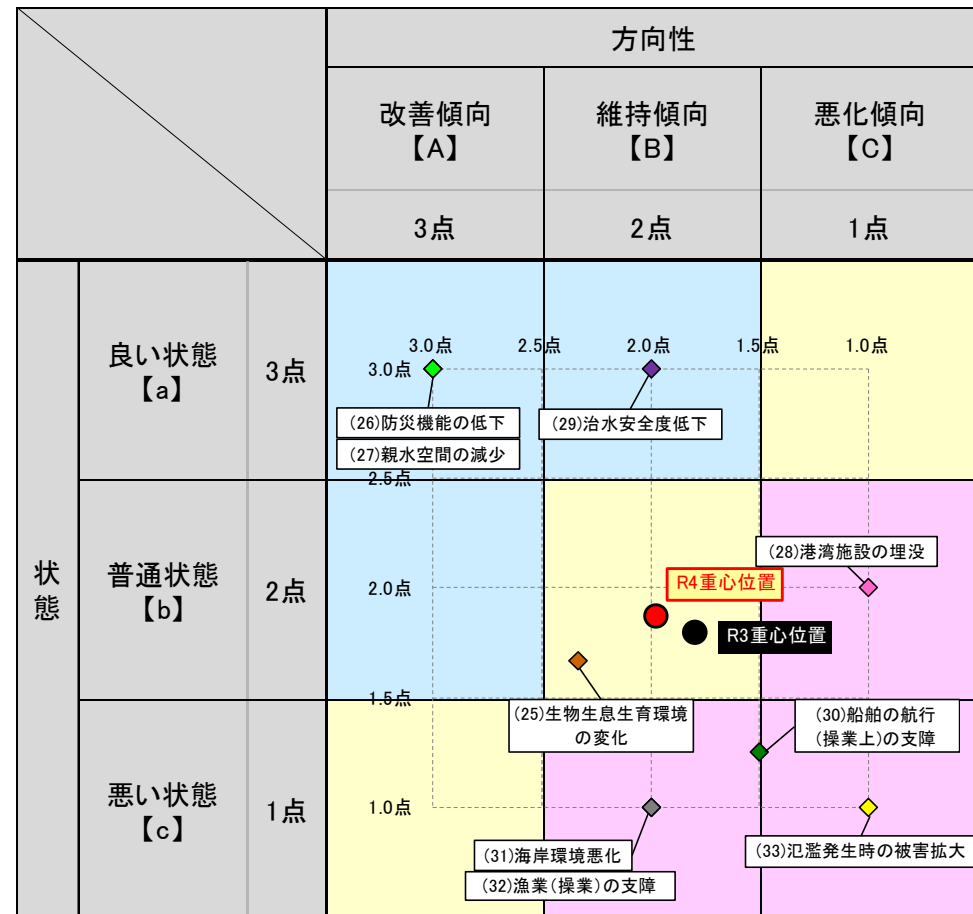 方向性
改善傾向
【A】
維持傾向
【B】
悪化傾向
【C】
3点
2点
1点
状態
良い状態
【a】
3点
普通状態
【b】
2点
悪い状態
【c】
1点
3.0点
2.5点
2.0点
1.5点
1.0点
3.0点
2.5点
2.0点
1.5点
1.0点
(26)防災機能の低下
(27)親水空間の減少
(29)治水安全度低下
(28)港湾施設の埋没
R4重心位置
R3重心位置
(25)生物生息生育環境
の変化
(30)船舶の航行
(操業上)の支障
(31)海岸環境悪化
(32)漁業(操業)の支障
(33)氾濫発生時の被害拡大